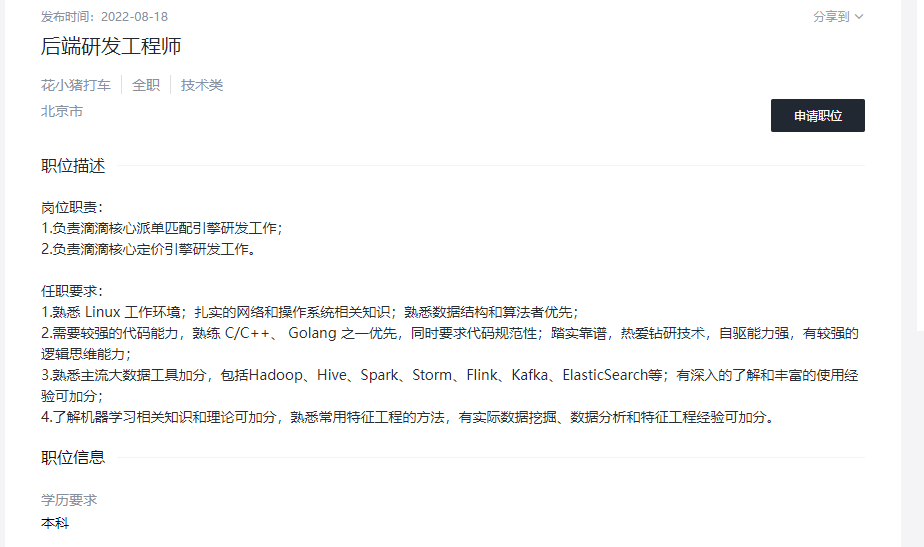 发布时间：2022-08-18
分享到
后端研发工程师
花小猪打车 全职 技术类
北京市
申请职位
职位描述
岗位职责：
1.负责滴滴核心派单匹配引擎研发工作；
2.负责滴滴核心定价引擎研发工作。
任职要求：
1.熟悉 Linux 工作环境；扎实的网络和操作系统相关知识；熟悉数据结构和算法者优先；
2.需要较强的代码能力，熟练 C/C++、 Golang 之一优先，同时要求代码规范性；踏实靠谱，热爱钻研技术，自驱能力强，有较强的
逻辑思维能力；
3.熟悉主流大数据工具加分，包括Hadoop、Hive、Spark、Storm、Flink、Kafka、ElasticSearch等；有深入的了解和丰富的使用经
验可加分；
4.了解机器学习相关知识和理论可加分，熟悉常用特征工程的方法，有实际数据挖掘、数据分析和特征工程经验可加分。
职位信息
学历要求
本科